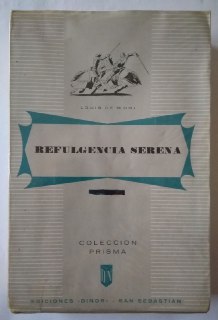 REFULGENCIA SERENA
COLECCION
PRISMA
EDICIONES «DINOR» - SAN SEBASTIAN